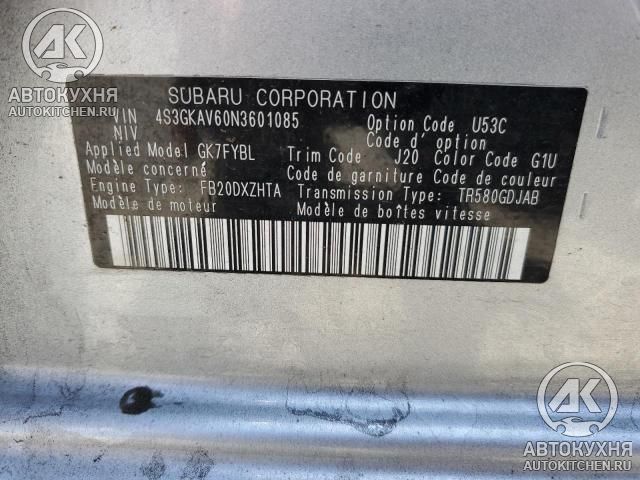 АК
АВТОКУХНЯ
AUTOKITCHEN.RU
SUBARU CORPORATION
VIN 4S3GKAV60N3601085 Option Code U53C
NIV Code d' option
Applied Model GK7FYBL Trim Code J20 Color Code G1U
Modèle concerné Code de garniture Code de couleur
Engine Type: FB20DXZHTA Transmission Type: TR580GDJAB
Modèle de moteur Modèle de boîtes vitesse
АК
АВТОКУХНЯ
AUTOKITCHEN.RU